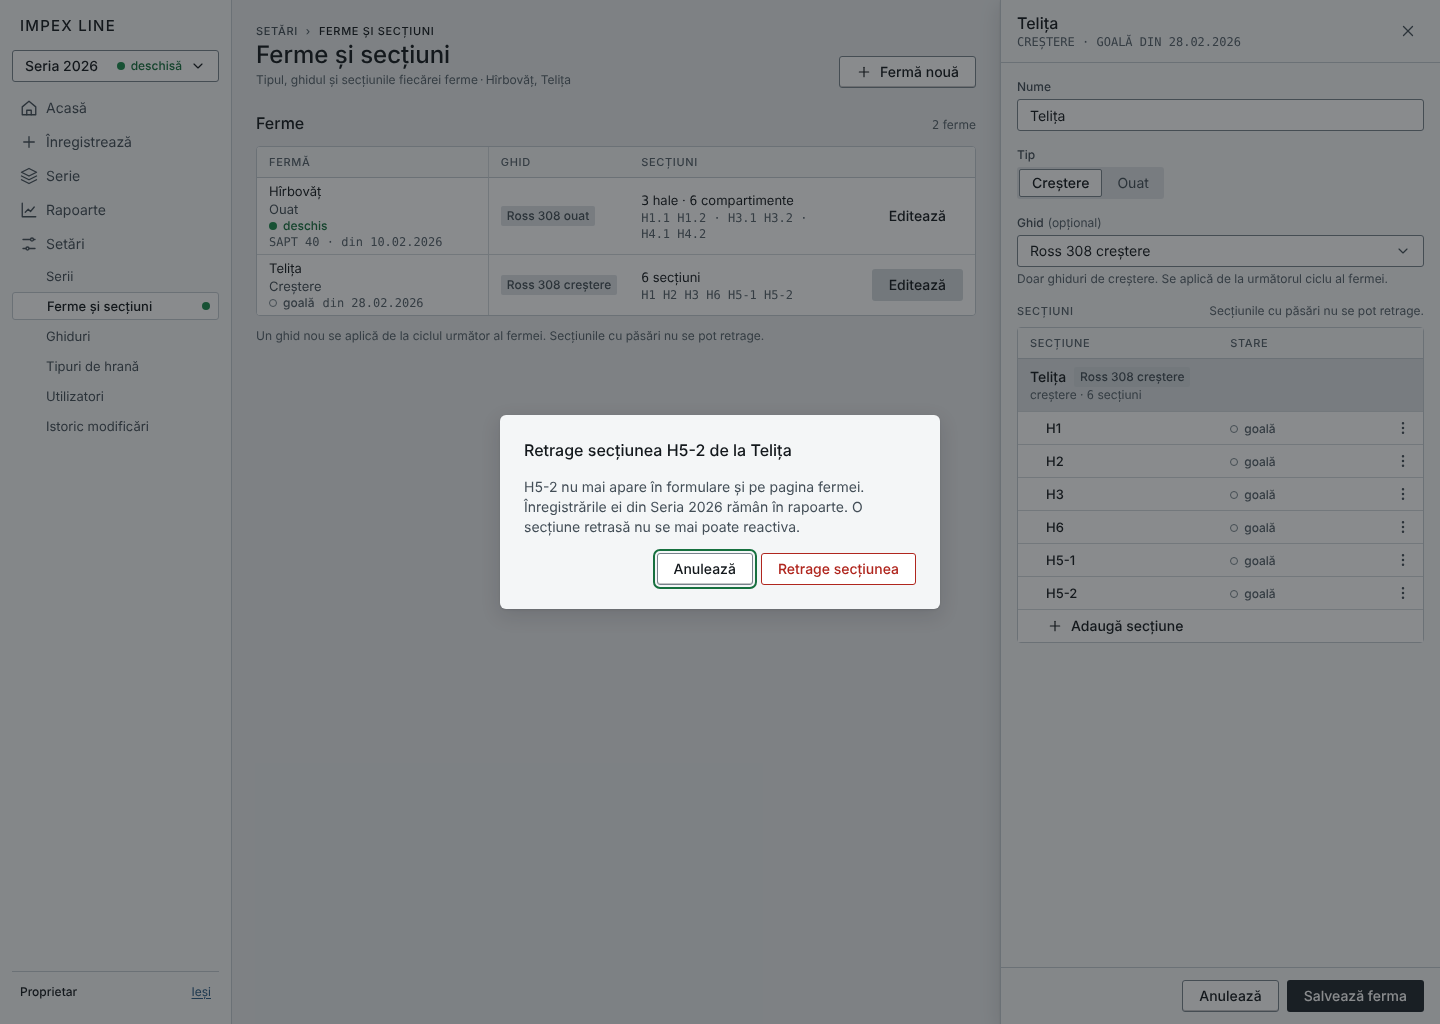 IMPEX LINE
Seria 2026 deschisă
Acasă
Înregistrează
Serie
Rapoarte
Setări
Serii
Ferme și secțiuni
Ghiduri
Tipuri de hrană
Utilizatori
Istoric modificări
Proprietar Ieși
SETĂRI › FERME ȘI SECȚIUNI
Ferme și secțiuni
Tipul, ghidul și secțiunile fiecărei ferme · Hîrbovăț, Telița
Fermă nouă
Ferme 2 ferme
FERMĂ GHID SECȚIUNI
Hîrbovăț
Ouat
deschis
SAPT 40 · din 10.02.2026
Ross 308 ouat
3 hale · 6 compartimente
H1.1 H1.2 · H3.1 H3.2 ·
H4.1 H4.2
Editează
Telița
Creștere
goală din 28.02.2026
Ross 308 creștere
6 secțiuni
H1 H2 H3 H6 H5-1 H5-2
Editează
Un ghid nou se aplică de la ciclul următor al fermei. Secțiunile cu păsări nu se pot retrage.
Retrage secțiunea H5-2 de la Telița
H5-2 nu mai apare în formulare și pe pagina fermei.
Înregistrările ei din Seria 2026 rămân în rapoarte. O
secțiune retrasă nu se mai poate reactiva.
Anulează Retrage secțiunea
Telița
CREȘTERE · GOALĂ DIN 28.02.2026
Nume
Telița
Tip
Creștere Ouat
Ghid (opțional)
Ross 308 creștere
Doar ghiduri de creștere. Se aplică de la următorul ciclu al fermei.
SECȚIUNI Secțiunile cu păsări nu se pot retrage.
SECȚIUNE STARE
Telița Ross 308 creștere
creștere · 6 secțiuni
H1 goală
H2 goală
H3 goală
H6 goală
H5-1 goală
H5-2 goală
Adaugă secțiune
Anulează Salvează ferma